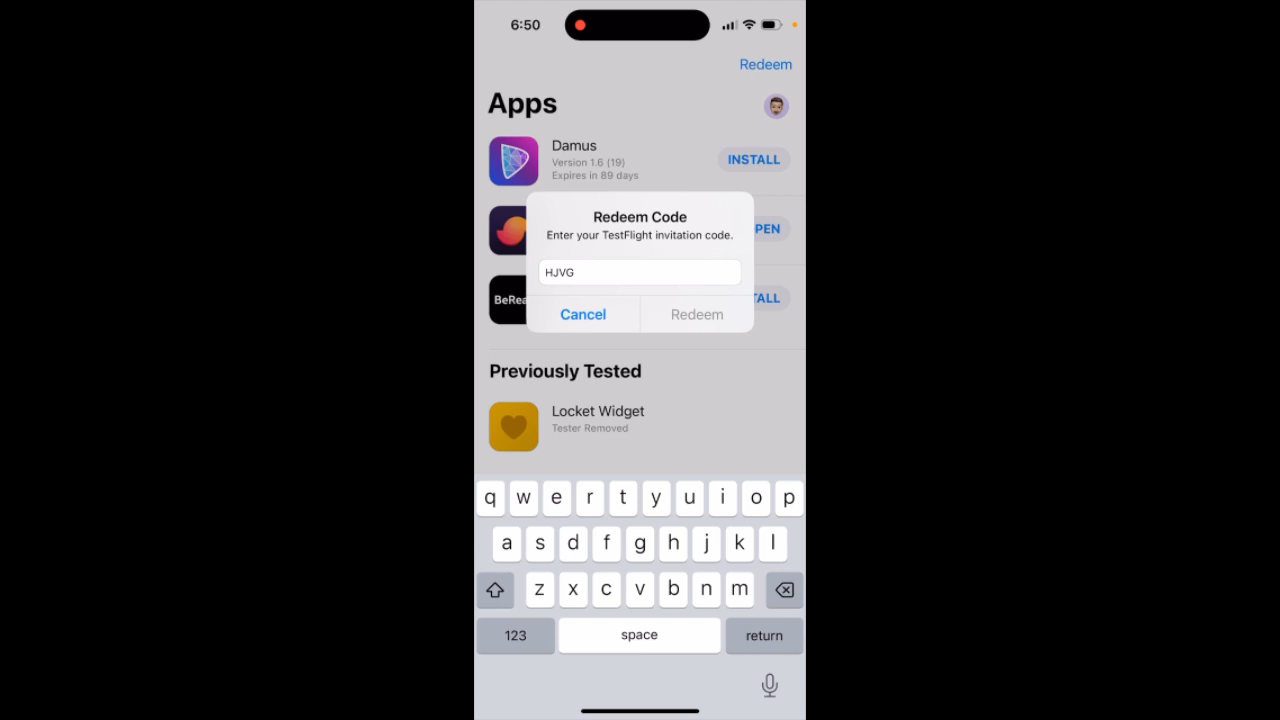 6:50
Redeem
Apps
Damus
Version 1.6 (19)
Expires in 89 days
INSTALL
Redeem Code
Enter your TestFlight invitation code.
PEN
HJVG
BeRea
TALL
Cancel
Redeem
Previously Tested
Locket Widget
Tester Removed
q w e r t y u i o p
a s d f g h j k l
z x c v b n m
123 space return